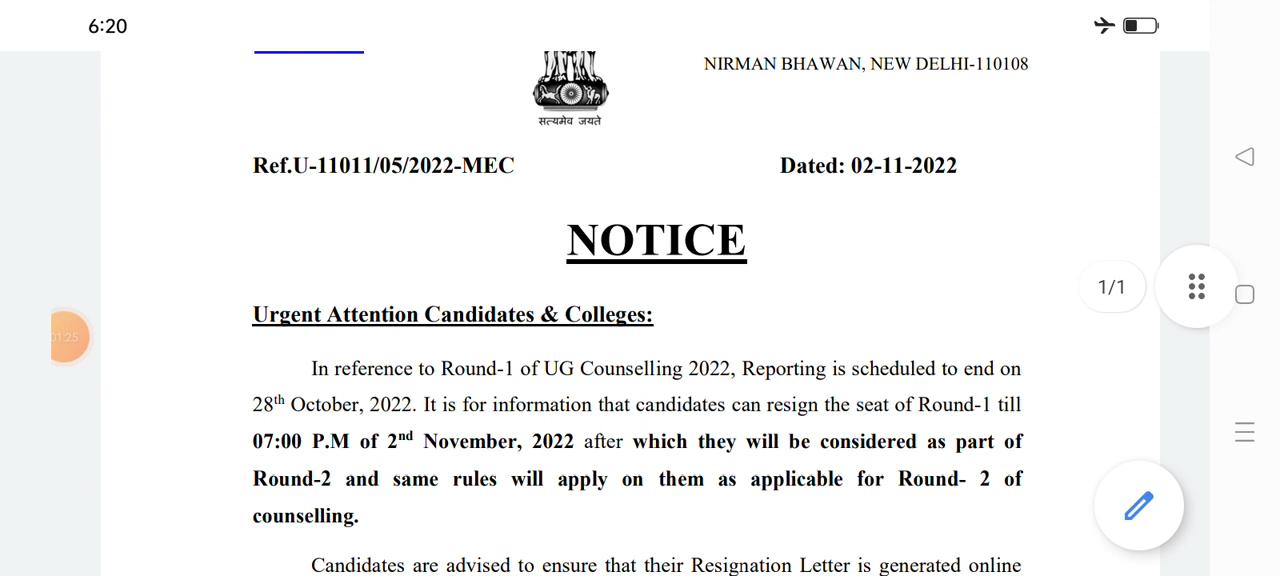 6:20
NIRMAN BHAWAN, NEW DELHI-110108
सत्यमेव जयते
Ref.U-11011/05/2022-MEC Dated: 02-11-2022
NOTICE
1/1
Urgent Attention Candidates & Colleges:
01:25
In reference to Round-1 of UG Counselling 2022, Reporting is scheduled to end on
28th October, 2022. It is for information that candidates can resign the seat of Round-1 till
07:00 P.M of 2nd November, 2022 after which they will be considered as part of
Round-2 and same rules will apply on them as applicable for Round- 2 of
counselling.
Candidates are advised to ensure that their Resignation Letter is generated online